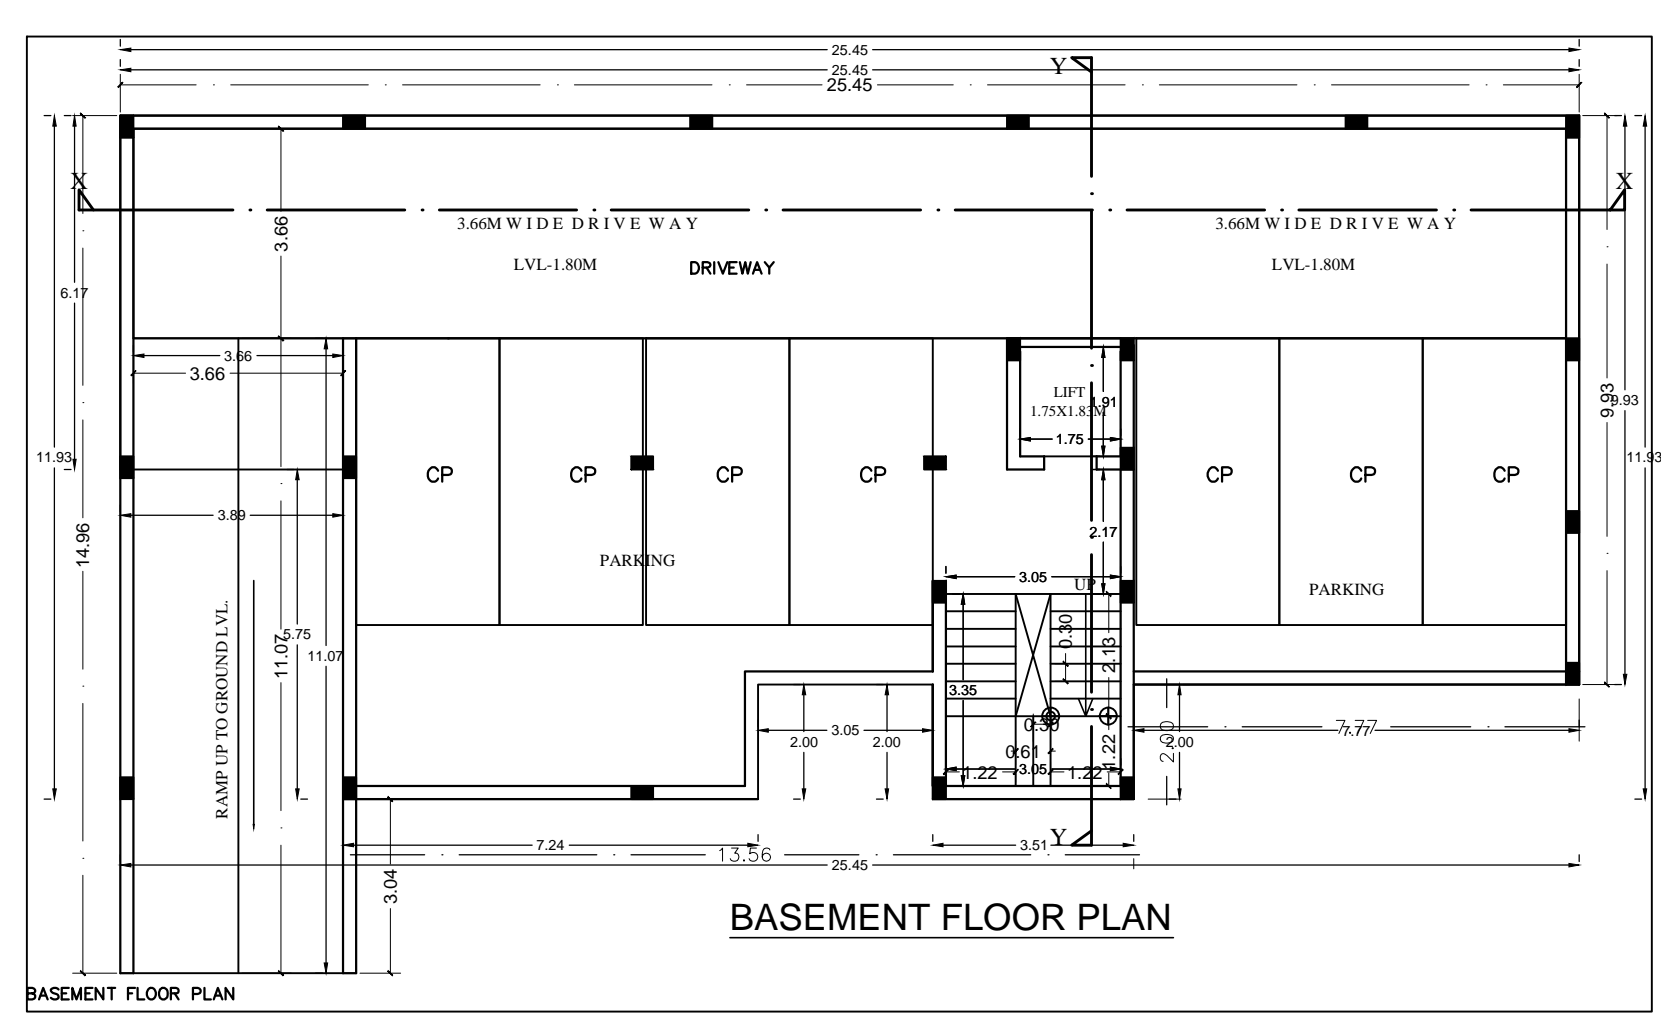 25.45
25.45
25.45
Y
X
X
3.66
3.66M W I D E D R I V E W A Y
3.66M W I D E D R I V E W A Y
LVL-1.80M
DRIVEWAY
LVL-1.80M
6.17
3.66
3.66
LIFT
1.75X1.83M
1.91
9.93
9.93
1.75
11.93
11.93
CP
CP
CP
CP
CP
CP
CP
3.89
14.96
2.17
PARKING
3.05
UP
PARKING
RAMP UP TO GROUND LVL.
11.07
5.75
11.07
0.30
2.13
3.35
3.05
2.00
2.00
0.30
0.61
1.22
3.05
1.22
1.22
2.00
2.00
7.77
7.77
Y
7.24
13.56
3.51
25.45
3.04
BASEMENT FLOOR PLAN
BASEMENT FLOOR PLAN